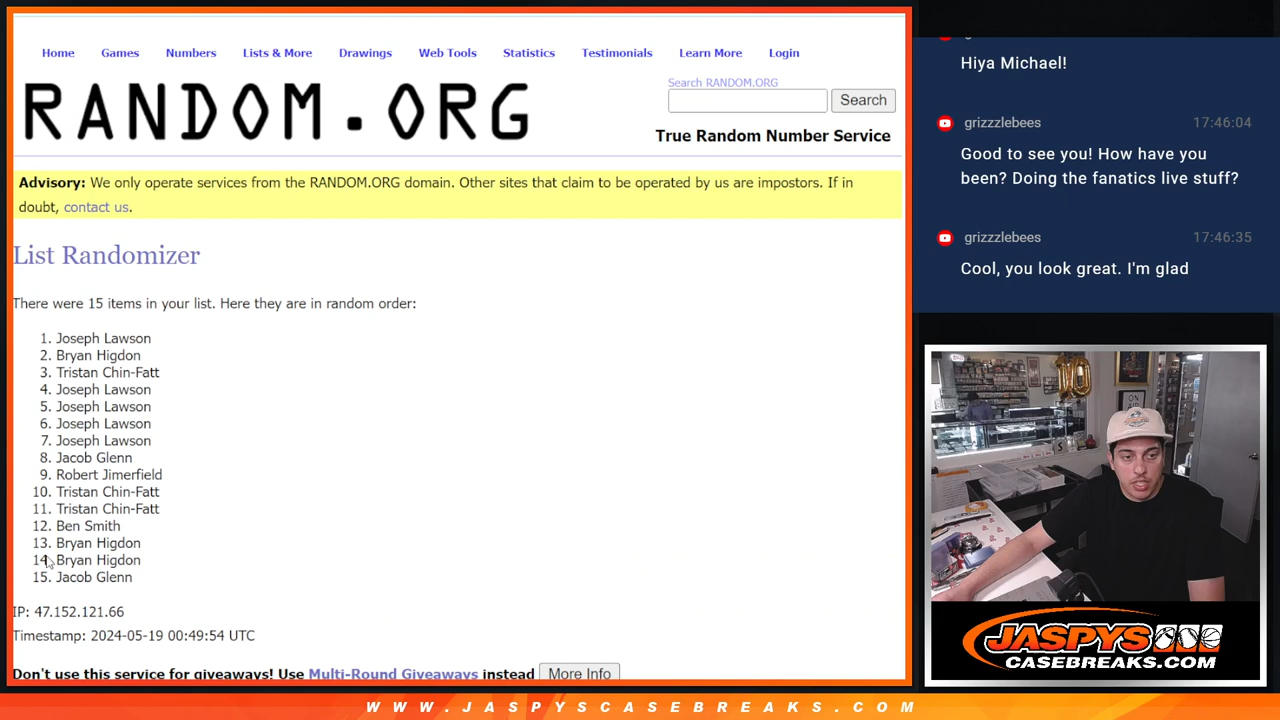 Home Games Numbers Lists & More Drawings Web Tools Statistics Testimonials Learn More Login
RANDOM.ORG
Search RANDOM.ORG
Search
True Random Number Service
Advisory: We only operate services from the RANDOM.ORG domain. Other sites that claim to be operated by us are impostors. If in
doubt, contact us.
List Randomizer
There were 15 items in your list. Here they are in random order:
1. Joseph Lawson
2. Bryan Higdon
3. Tristan Chin-Fatt
4. Joseph Lawson
5. Joseph Lawson
6. Joseph Lawson
7. Joseph Lawson
8. Jacob Glenn
9. Robert Jimerfield
10. Tristan Chin-Fatt
11. Tristan Chin-Fatt
12. Ben Smith
13. Bryan Higdon
14. Bryan Higdon
15. Jacob Glenn
IP: 47.152.121.66
Timestamp: 2024-05-19 00:49:54 UTC
Don't use this service for giveaways! Use Multi-Round Giveaways instead More Info
Hiya Michael!
grizzzlebees 17:46:04
Good to see you! How have you
been? Doing the fanatics live stuff?
grizzzlebees 17:46:35
Cool, you look great. I'm glad
10
ON
AIR
JASPYS
CASEBREAKS.COM
WWW.JASPYSCASEBREAKS.COM